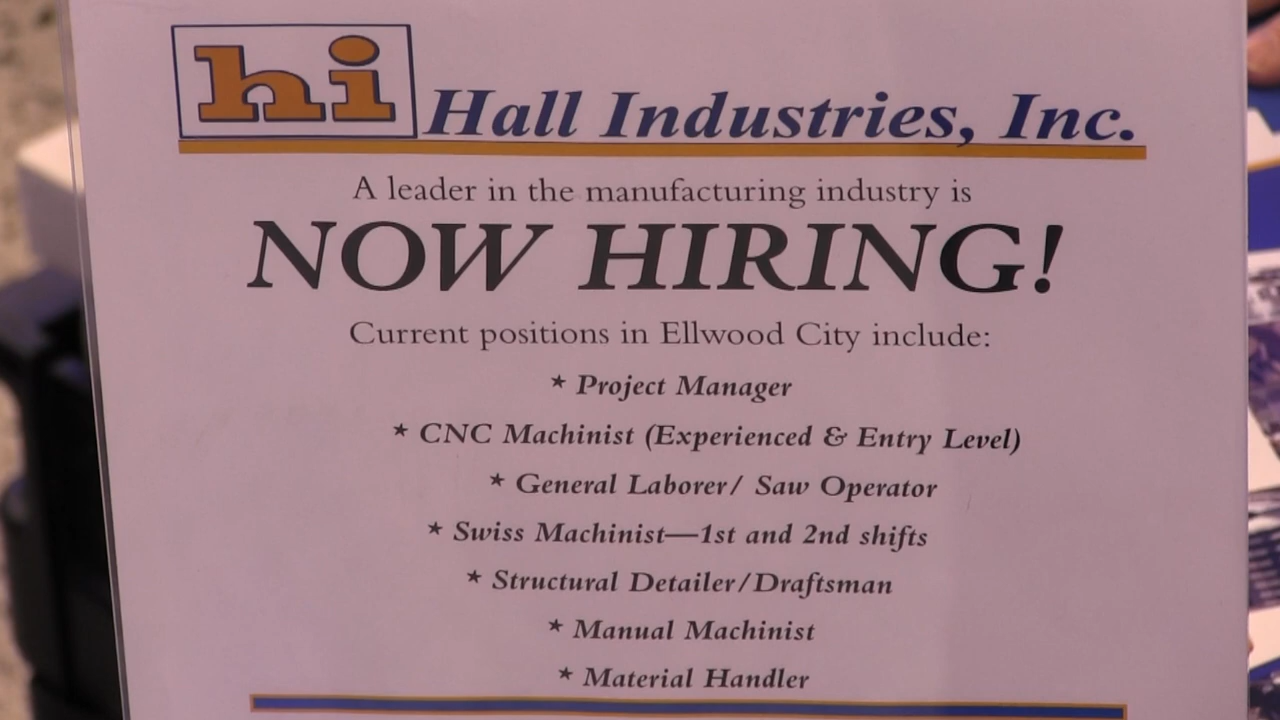 hi
Hall Industries, Inc.
A leader in the manufacturing industry is
NOW HIRING!
Current positions in Ellwood City include:
* Project Manager
* CNC Machinist (Experienced & Entry Level)
* General Laborer/ Saw Operator
* Swiss Machinist—1st and 2nd shifts
* Structural Detailer/Draftsman
* Manual Machinist
* Material Handler